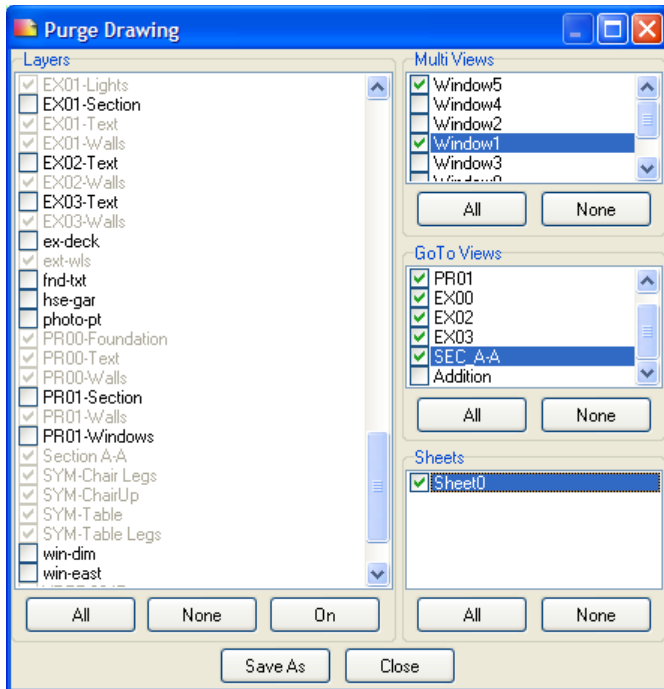 Purge Drawing
Layers
EX01-Lights
EX01-Section
EX01-Text
EX01-Walls
EX02-Text
EX02-Walls
EX03-Text
EX03-Walls
ex-deck
ext-wls
fnd-txt
hse-gar
photo-pt
PR00-Foundation
PR00-Text
PR00-Walls
PR01-Section
PR01-Walls
PR01-Windows
Section A-A
SYM-Chair Legs
SYM-ChairUp
SYM-Table
SYM-Table Legs
win-dim
win-east
All None On
Multi Views
Window5
Window4
Window2
Window1
Window3
All None
GoTo Views
PR01
EX00
EX02
EX03
SEC_A-A
Addition
All None
Sheets
Sheet0
All None
Save As Close